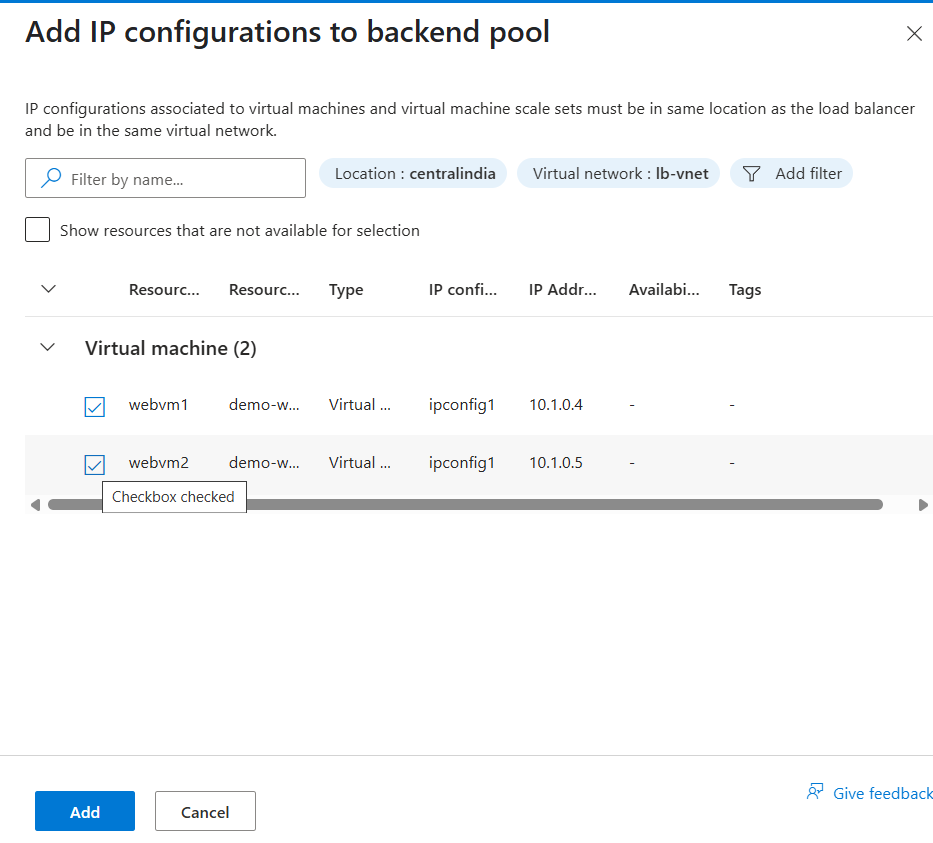 Add IP configurations to backend pool
IP configurations associated to virtual machines and virtual machine scale sets must be in same location as the load balancer
and be in the same virtual network.
Filter by name...
Location : centralindia
Virtual network : lb-vnet
Add filter
Show resources that are not available for selection
Resourc... Resourc... Type IP confi... IP Addr... Availabi... Tags
Virtual machine (2)
webvm1 demo-w... Virtual ... ipconfig1 10.1.0.4 - -
webvm2 demo-w... Virtual ... ipconfig1 10.1.0.5 - -
Checkbox checked
Give feedback
Add Cancel